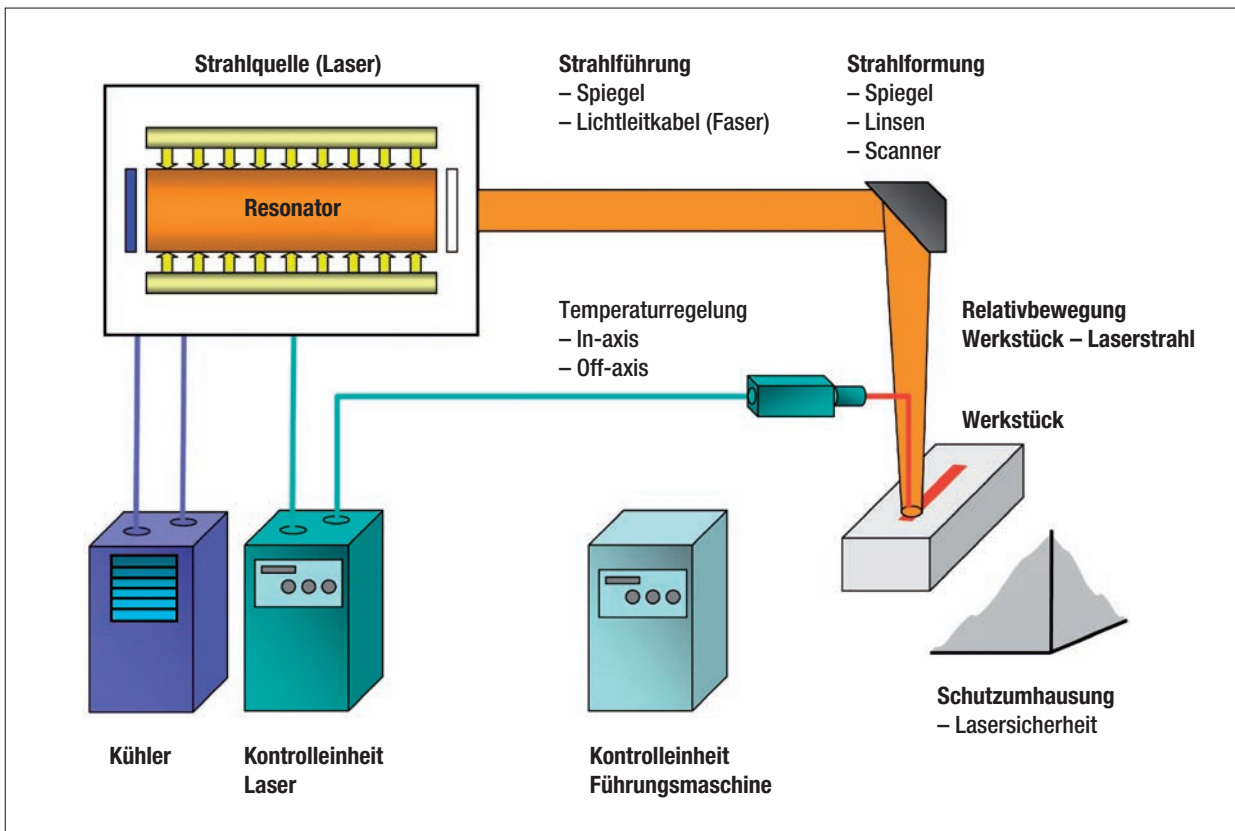 Strahlquelle (Laser)
Resonator
Strahlführung
– Spiegel
– Lichtleitkabel (Faser)
Strahlformung
– Spiegel
– Linsen
– Scanner
Temperaturregelung
– In-axis
– Off-axis
Relativbewegung
Werkstück – Laserstrahl
Werkstück
Schutzumhausung
– Lasersicherheit
Kühler
Kontrolleinheit
Laser
Kontrolleinheit
Führungsmaschine